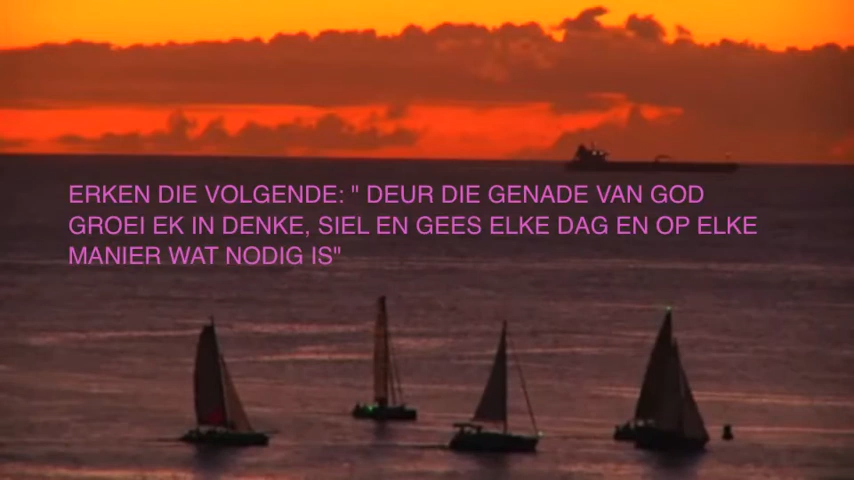 ERKEN DIE VOLGENDE: " DEUR DIE GENADE VAN GOD
GROEI EK IN DENKE, SIEL EN GEES ELKE DAG EN OP ELKE
MANIER WAT NODIG IS"